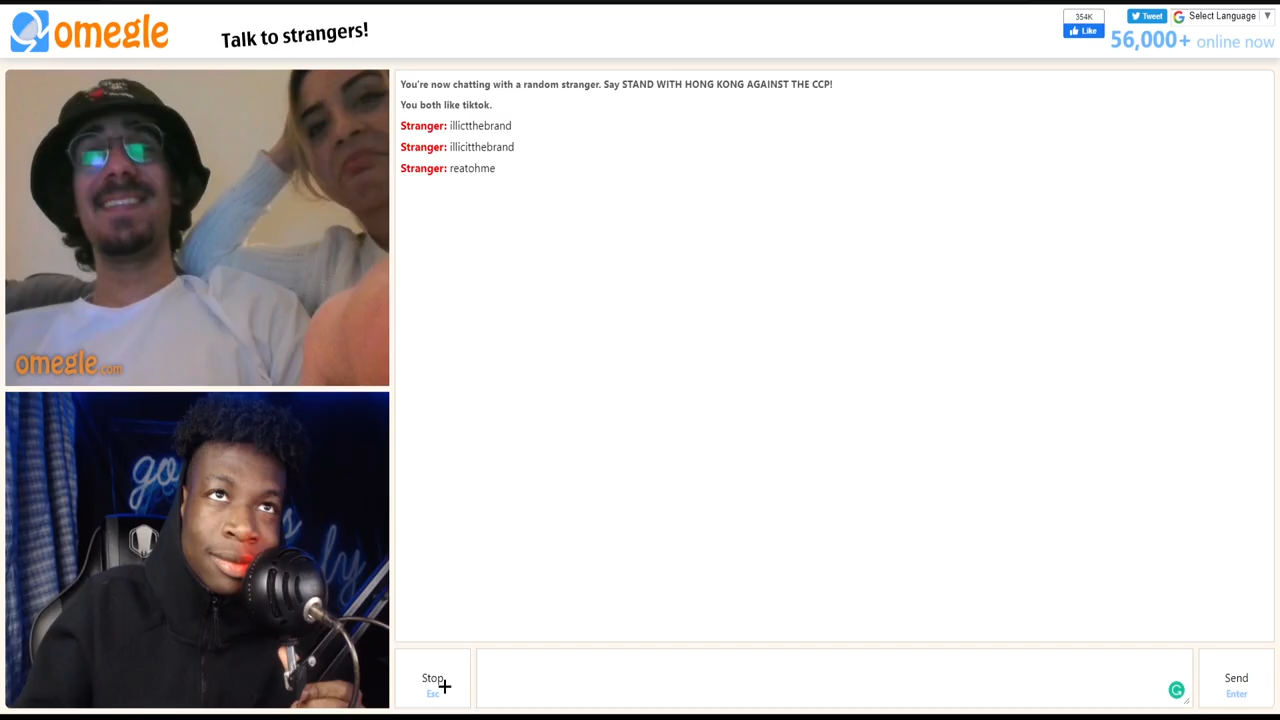 omegle
Talk to strangers!
354K
Like
Tweet
Select Language
56,000+ online now
You're now chatting with a random stranger. Say STAND WITH HONG KONG AGAINST THE CCP!
You both like tiktok.
Stranger: illictthebrand
Stranger: illicitthebrand
Stranger: reatohme
omegle.com
go
Stop
Esc
Send
Enter